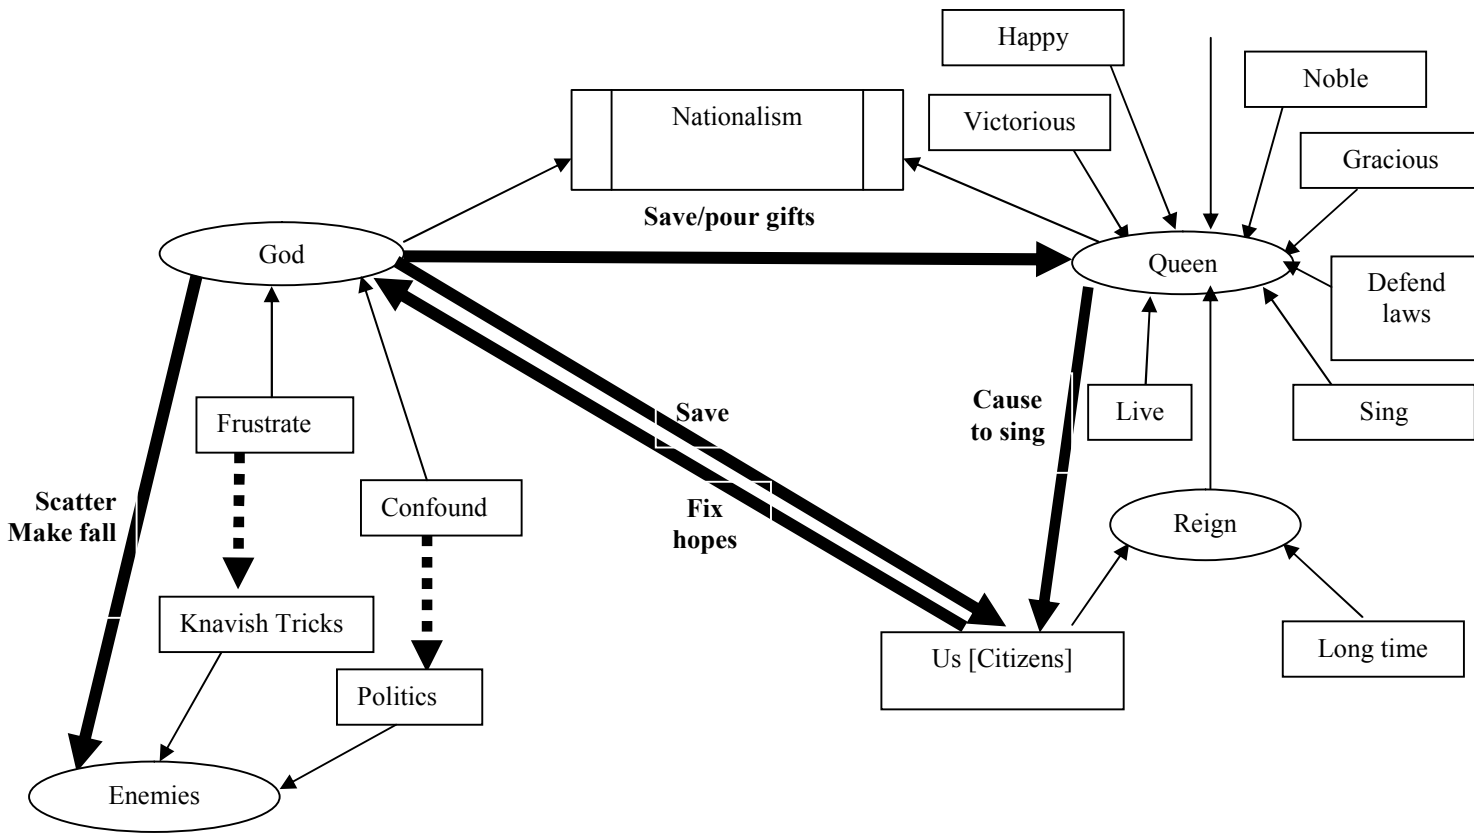 Happy
Noble
Nationalism
Victorious
Gracious
Save/pour gifts
God
Queen
Defend
laws
Save
Cause
to sing
Live
Sing
Frustrate
Scatter
Make fall
Confound
Fix
hopes
Reign
Knavish Tricks
Us [Citizens]
Long time
Politics
Enemies